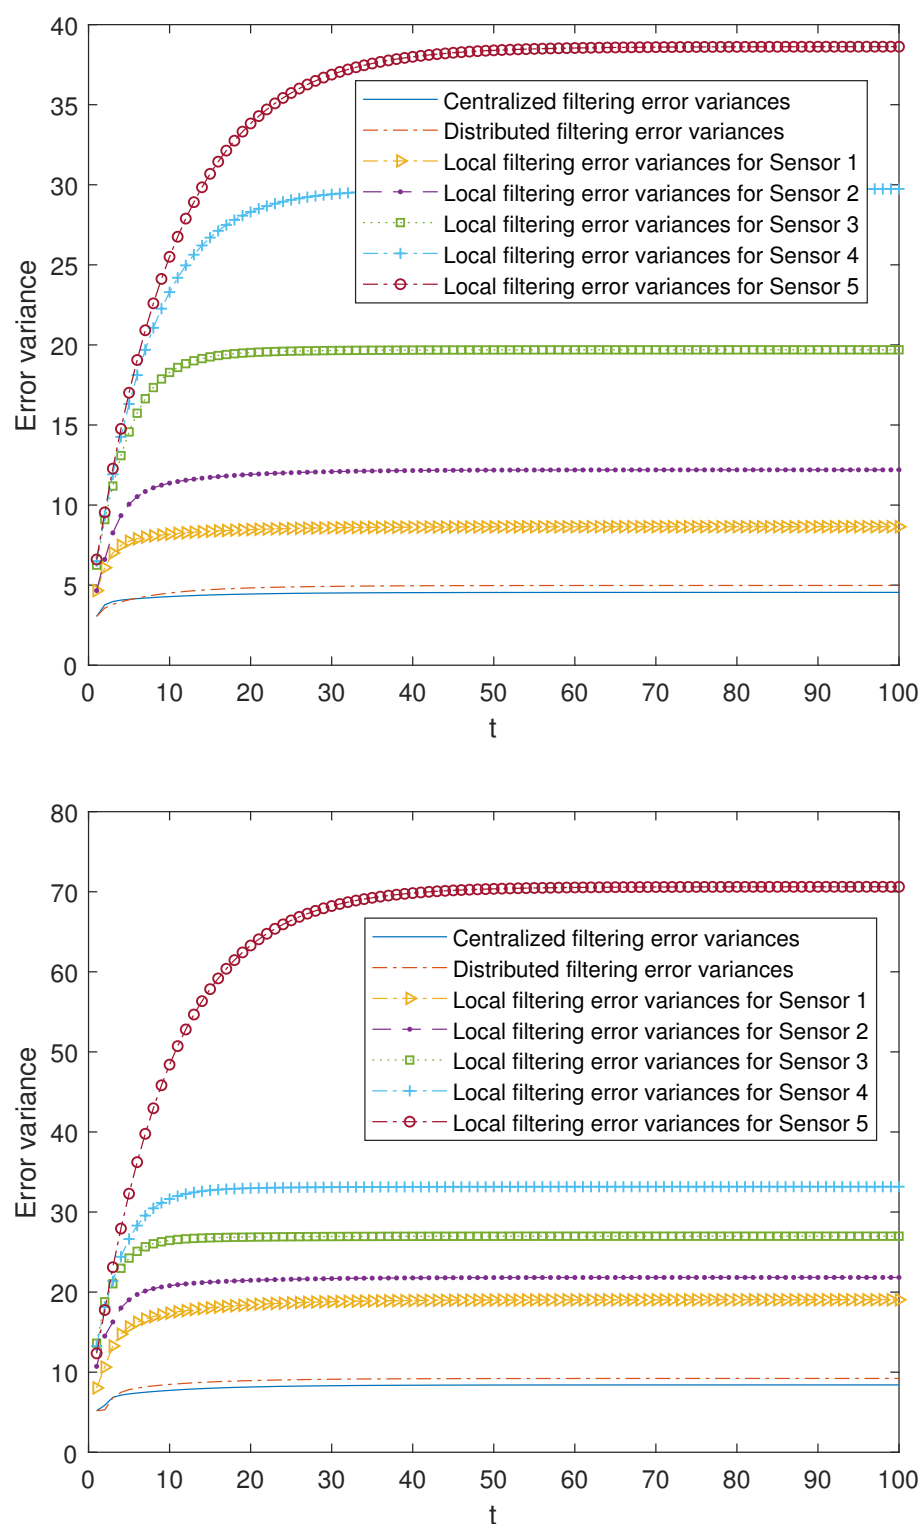 40
35
30
25
20
15
10
5
0
Error variance
Centralized filtering error variances
Distributed filtering error variances
Local filtering error variances for Sensor 1
Local filtering error variances for Sensor 2
Local filtering error variances for Sensor 3
Local filtering error variances for Sensor 4
Local filtering error variances for Sensor 5
0 10 20 30 40 50 60 70 80 90 100
t
80
70
60
50
40
30
20
10
0
Error variance
Centralized filtering error variances
Distributed filtering error variances
Local filtering error variances for Sensor 1
Local filtering error variances for Sensor 2
Local filtering error variances for Sensor 3
Local filtering error variances for Sensor 4
Local filtering error variances for Sensor 5
0 10 20 30 40 50 60 70 80 90 100
t